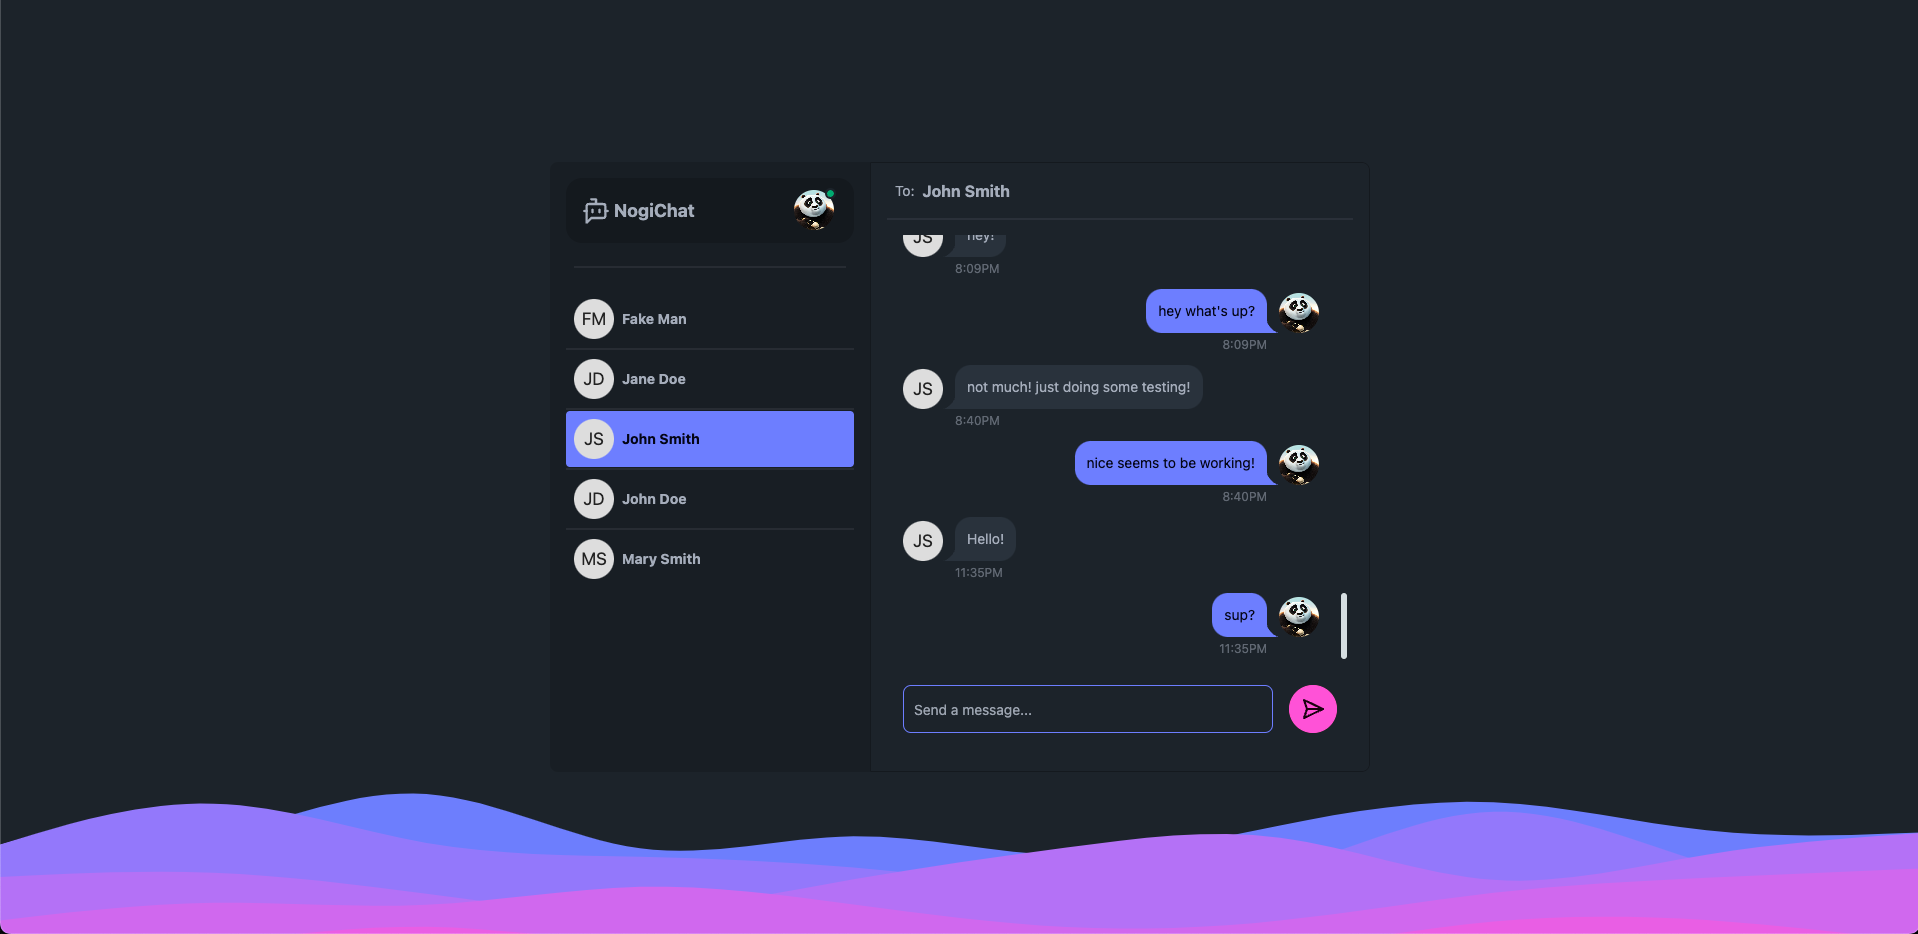 NogiChat
FM Fake Man
JD Jane Doe
JS John Smith
JD John Doe
MS Mary Smith
To: John Smith
JS hey!
8:09PM
hey what's up?
8:09PM
JS not much! just doing some testing!
8:40PM
nice seems to be working!
8:40PM
JS Hello!
11:35PM
sup?
11:35PM
Send a message...